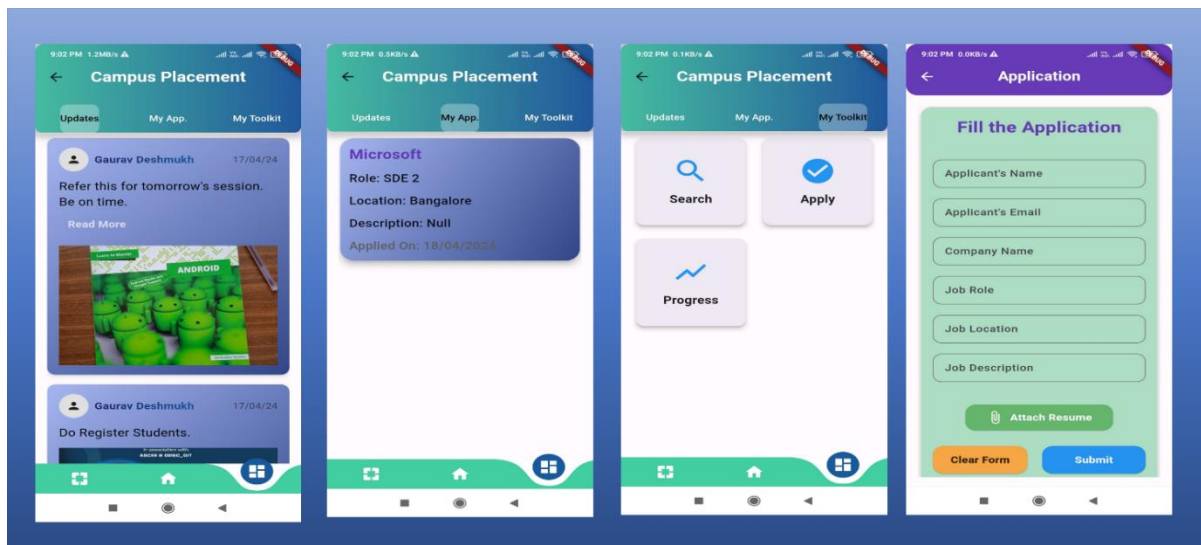 9:02 PM 1.2MB/s
Campus Placement
Updates My App. My Toolkit
Gaurav Deshmukh 17/04/24
Refer this for tomorrow's session.
Be on time.
Read More
ANDROID
Gaurav Deshmukh 17/04/24
Do Register Students.
In association with
9:02 PM 0.5KB/s
Campus Placement
Updates My App. My Toolkit
Microsoft
Role: SDE 2
Location: Bangalore
Description: Null
Applied On: 18/04/2024
9:02 PM 0.1KB/s
Campus Placement
Updates My App. My Toolkit
Search Apply
Progress
9:02 PM 0.0KB/s
Application
Fill the Application
Applicant's Name
Applicant's Email
Company Name
Job Role
Job Location
Job Description
Attach Resume
Clear Form Submit